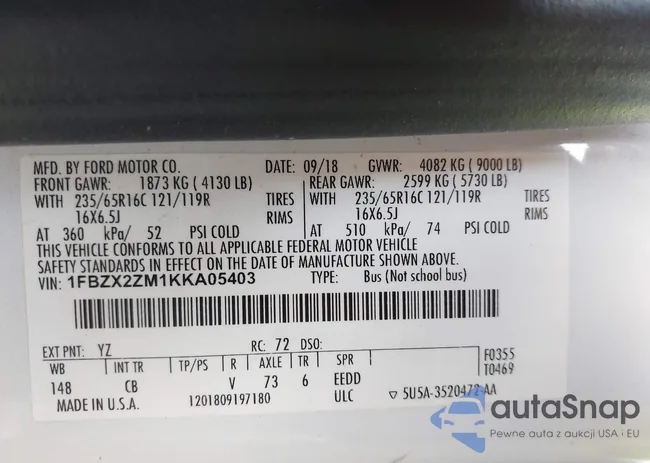 MFD. BY FORD MOTOR CO. DATE: 09/18 GVWR: 4082 KG ( 9000 LB)
FRONT GAWR: 1873 KG ( 4130 LB) REAR GAWR: 2599 KG ( 5730 LB)
WITH 235/65R16C 121/119R TIRES WITH 235/65R16C 121/119R TIRES
16X6.5J RIMS 16X6.5J RIMS
AT 360 kPa/ 52 PSI COLD AT 510 kPa/ 74 PSI COLD
THIS VEHICLE CONFORMS TO ALL APPLICABLE FEDERAL MOTOR VEHICLE
SAFETY STANDARDS IN EFFECT ON THE DATE OF MANUFACTURE SHOWN ABOVE.
VIN: 1FBZX2ZM1KKA05403 TYPE: Bus (Not school bus)
EXT PNT: YZ RC: 72 DSO: F0355
WB INT TR TP/PS R AXLE TR SPR T0469
148 CB V 73 6 EEDD
MADE IN U.S.A. 1201809197180 ULC ▽ 5U5A-3520472-AA
autaSnap
Pewne auta z aukcji USA i EU